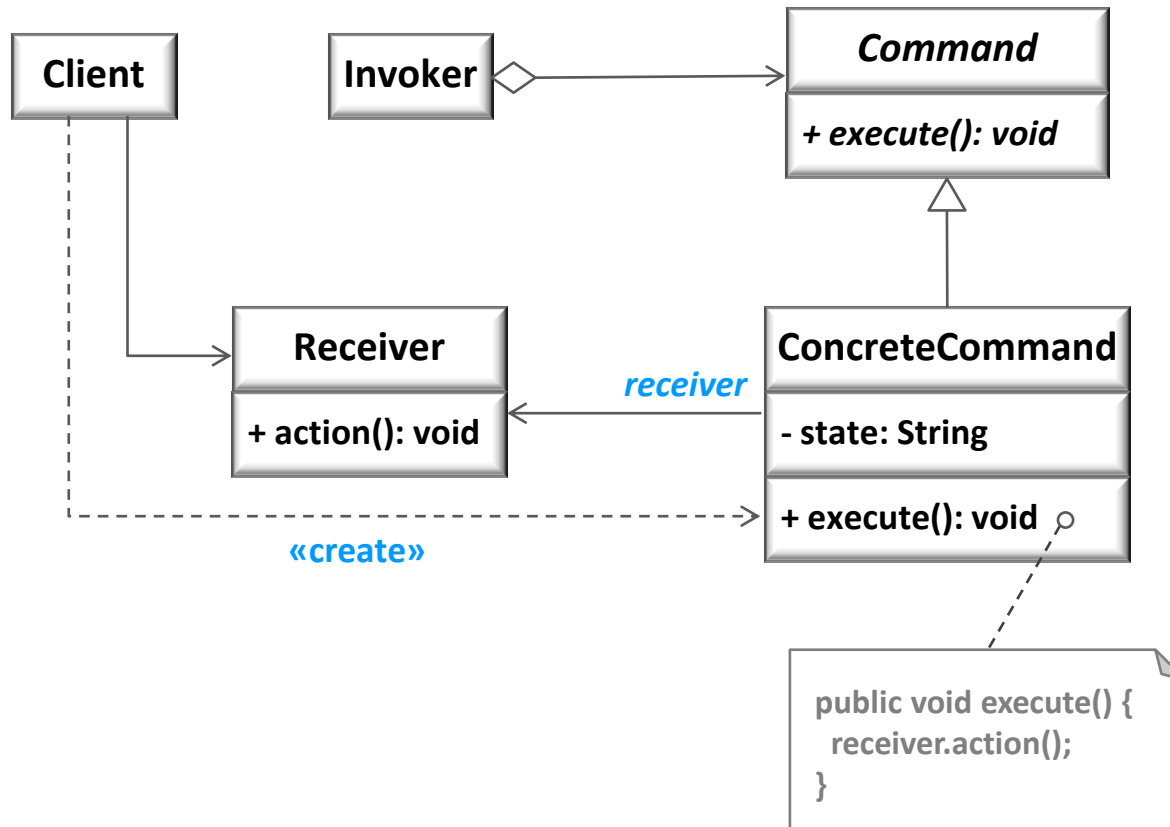 Client
Invoker
Command
+ execute(): void
Receiver
+ action(): void
receiver
ConcreteCommand
- state: String
+ execute(): void
«create»
public void execute() {
receiver.action();
}